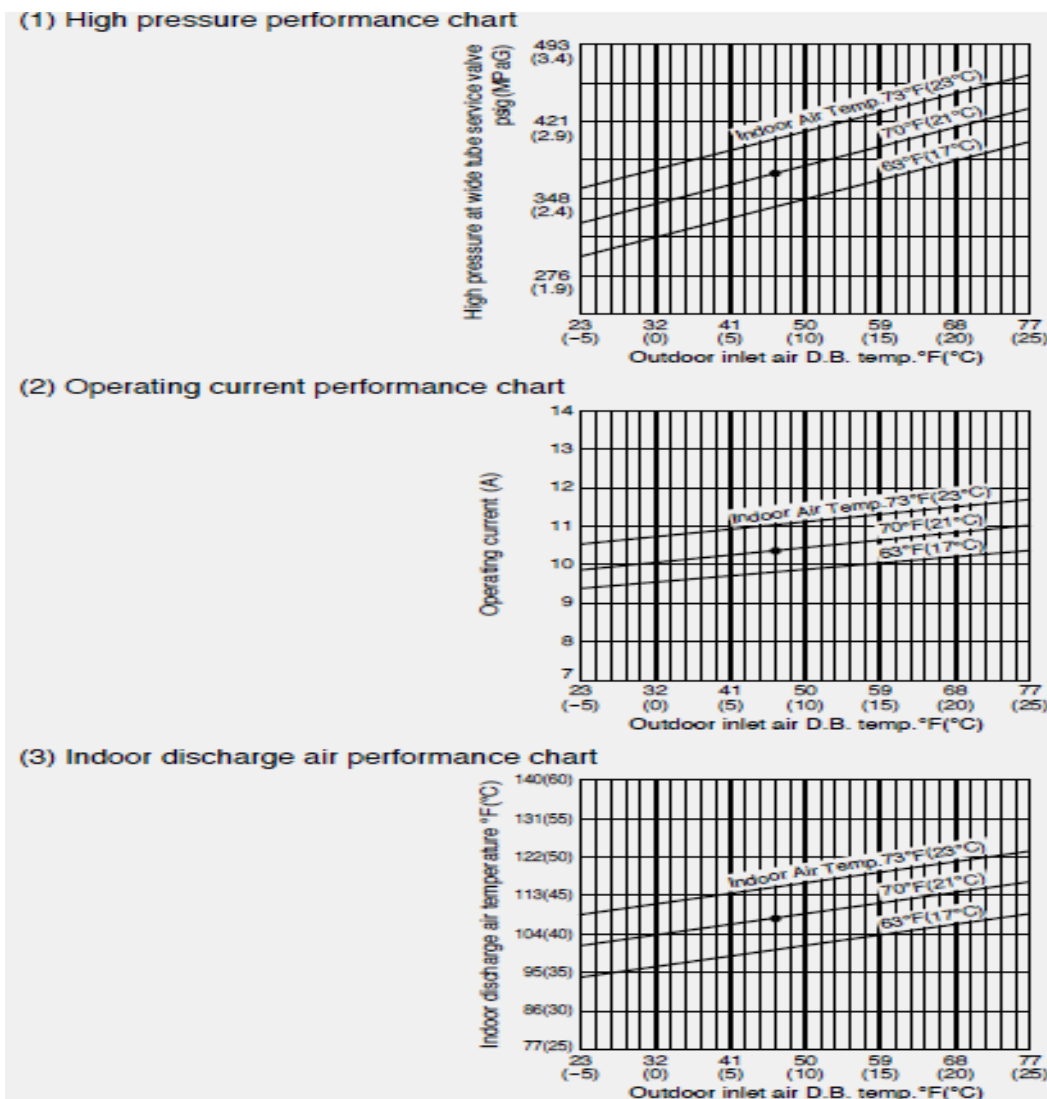 (1) High pressure performance chart
High pressure at wide tube service valve
psig(MPaG)
493
(3.4)
421
(2.9)
348
(2.4)
276
(1.9)
Indoor Air Temp.73°F(23°C)
70°F(21°C)
63°F(17°C)
23 32 41 50 59 68 77
(−5) (0) (5) (10) (15) (20) (25)
Outdoor inlet air D.B. temp.°F(°C)
(2) Operating current performance chart
Operating current (A)
14
13
12
11
10
9
8
7
Indoor Air Temp.73°F(23°C)
70°F(21°C)
63°F(17°C)
23 32 41 50 59 68 77
(−5) (0) (5) (10) (15) (20) (25)
Outdoor inlet air D.B. temp.°F(°C)
(3) Indoor discharge air performance chart
Indoor discharge air temperature °F(°C)
140(60)
131(55)
122(50)
113(45)
104(40)
95(35)
86(30)
77(25)
Indoor Air Temp.73°F(23°C)
70°F(21°C)
63°F(17°C)
23 32 41 50 59 68 77
(−5) (0) (5) (10) (15) (20) (25)
Outdoor inlet air D.B. temp.°F(°C)